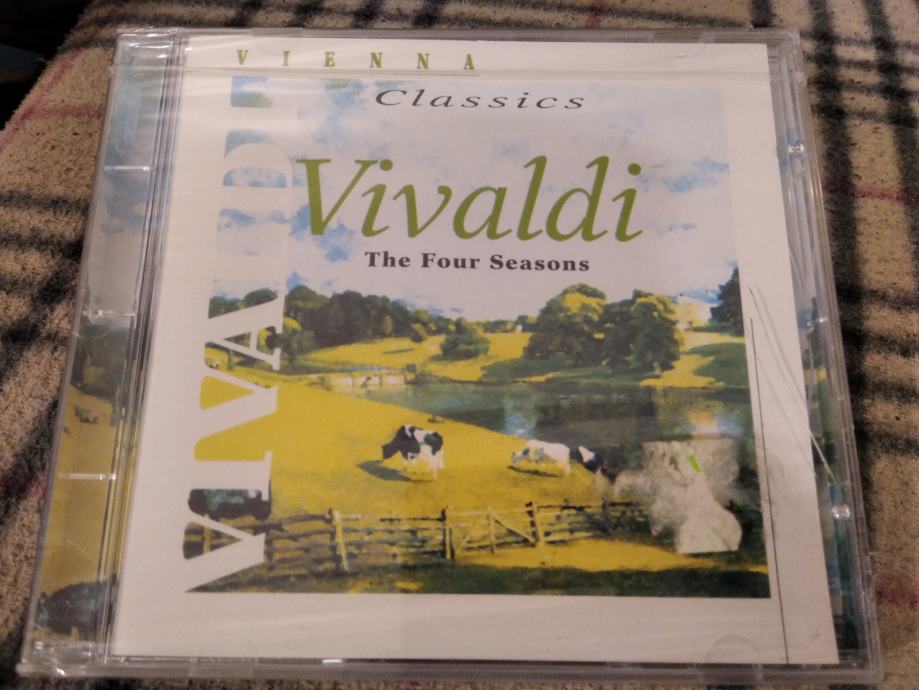 VIENNA
Classics
Vivaldi
The Four Seasons
VIVALDI